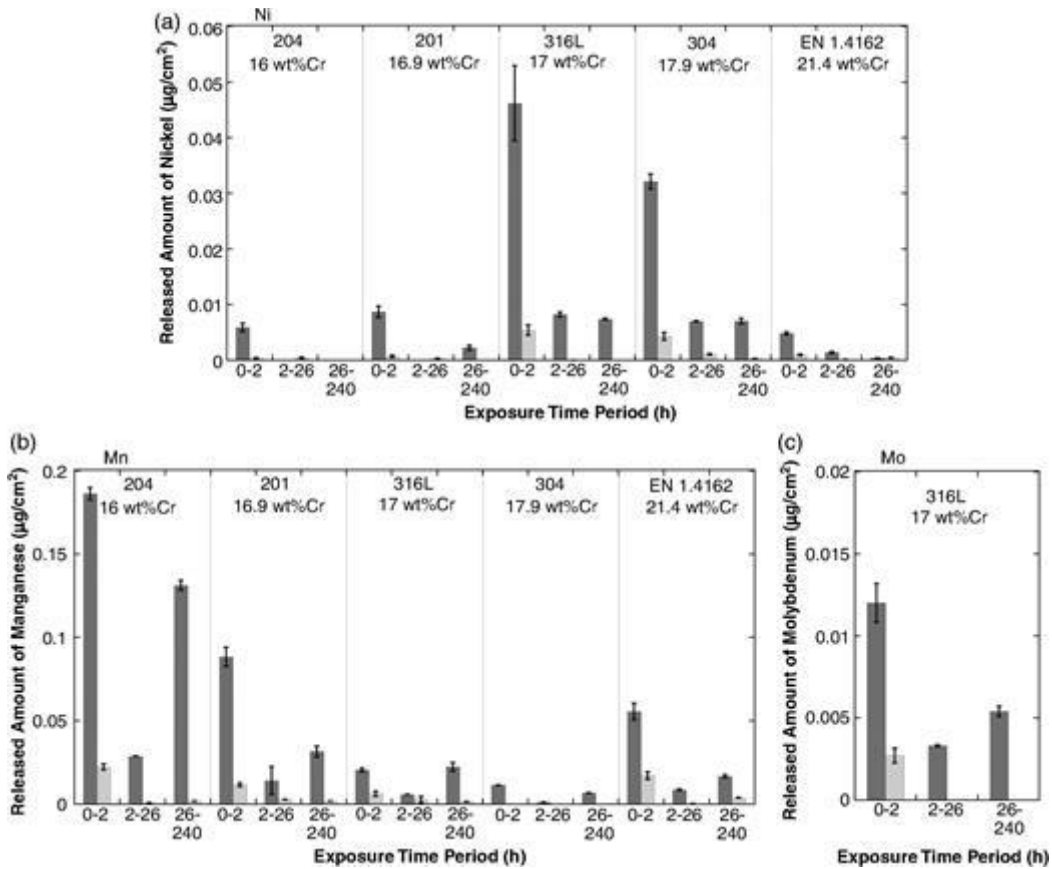 (a)
Ni
0.06
0.05
0.04
0.03
0.02
0.01
0
Released Amount of Nickel (µg/cm²)
204
16 wt%Cr
201
16.9 wt%Cr
316L
17 wt%Cr
304
17.9 wt%Cr
EN 1.4162
21.4 wt%Cr
0-2 2-26 26-240
0-2 2-26 26-240
0-2 2-26 26-240
0-2 2-26 26-240
0-2 2-26 26-240
Exposure Time Period (h)
(b)
Mn
0.2
0.15
0.1
0.05
0
Released Amount of Manganese (µg/cm²)
204
16 wt%Cr
201
16.9 wt%Cr
316L
17 wt%Cr
304
17.9 wt%Cr
EN 1.4162
21.4 wt%Cr
0-2 2-26 26-240
0-2 2-26 26-240
0-2 2-26 26-240
0-2 2-26 26-240
0-2 2-26 26-240
Exposure Time Period (h)
(c)
Mo
0.02
0.015
0.01
0.005
0
Released Amount of Molybdenum (µg/cm²)
316L
17 wt%Cr
0-2 2-26 26-240
Exposure Time Period (h)